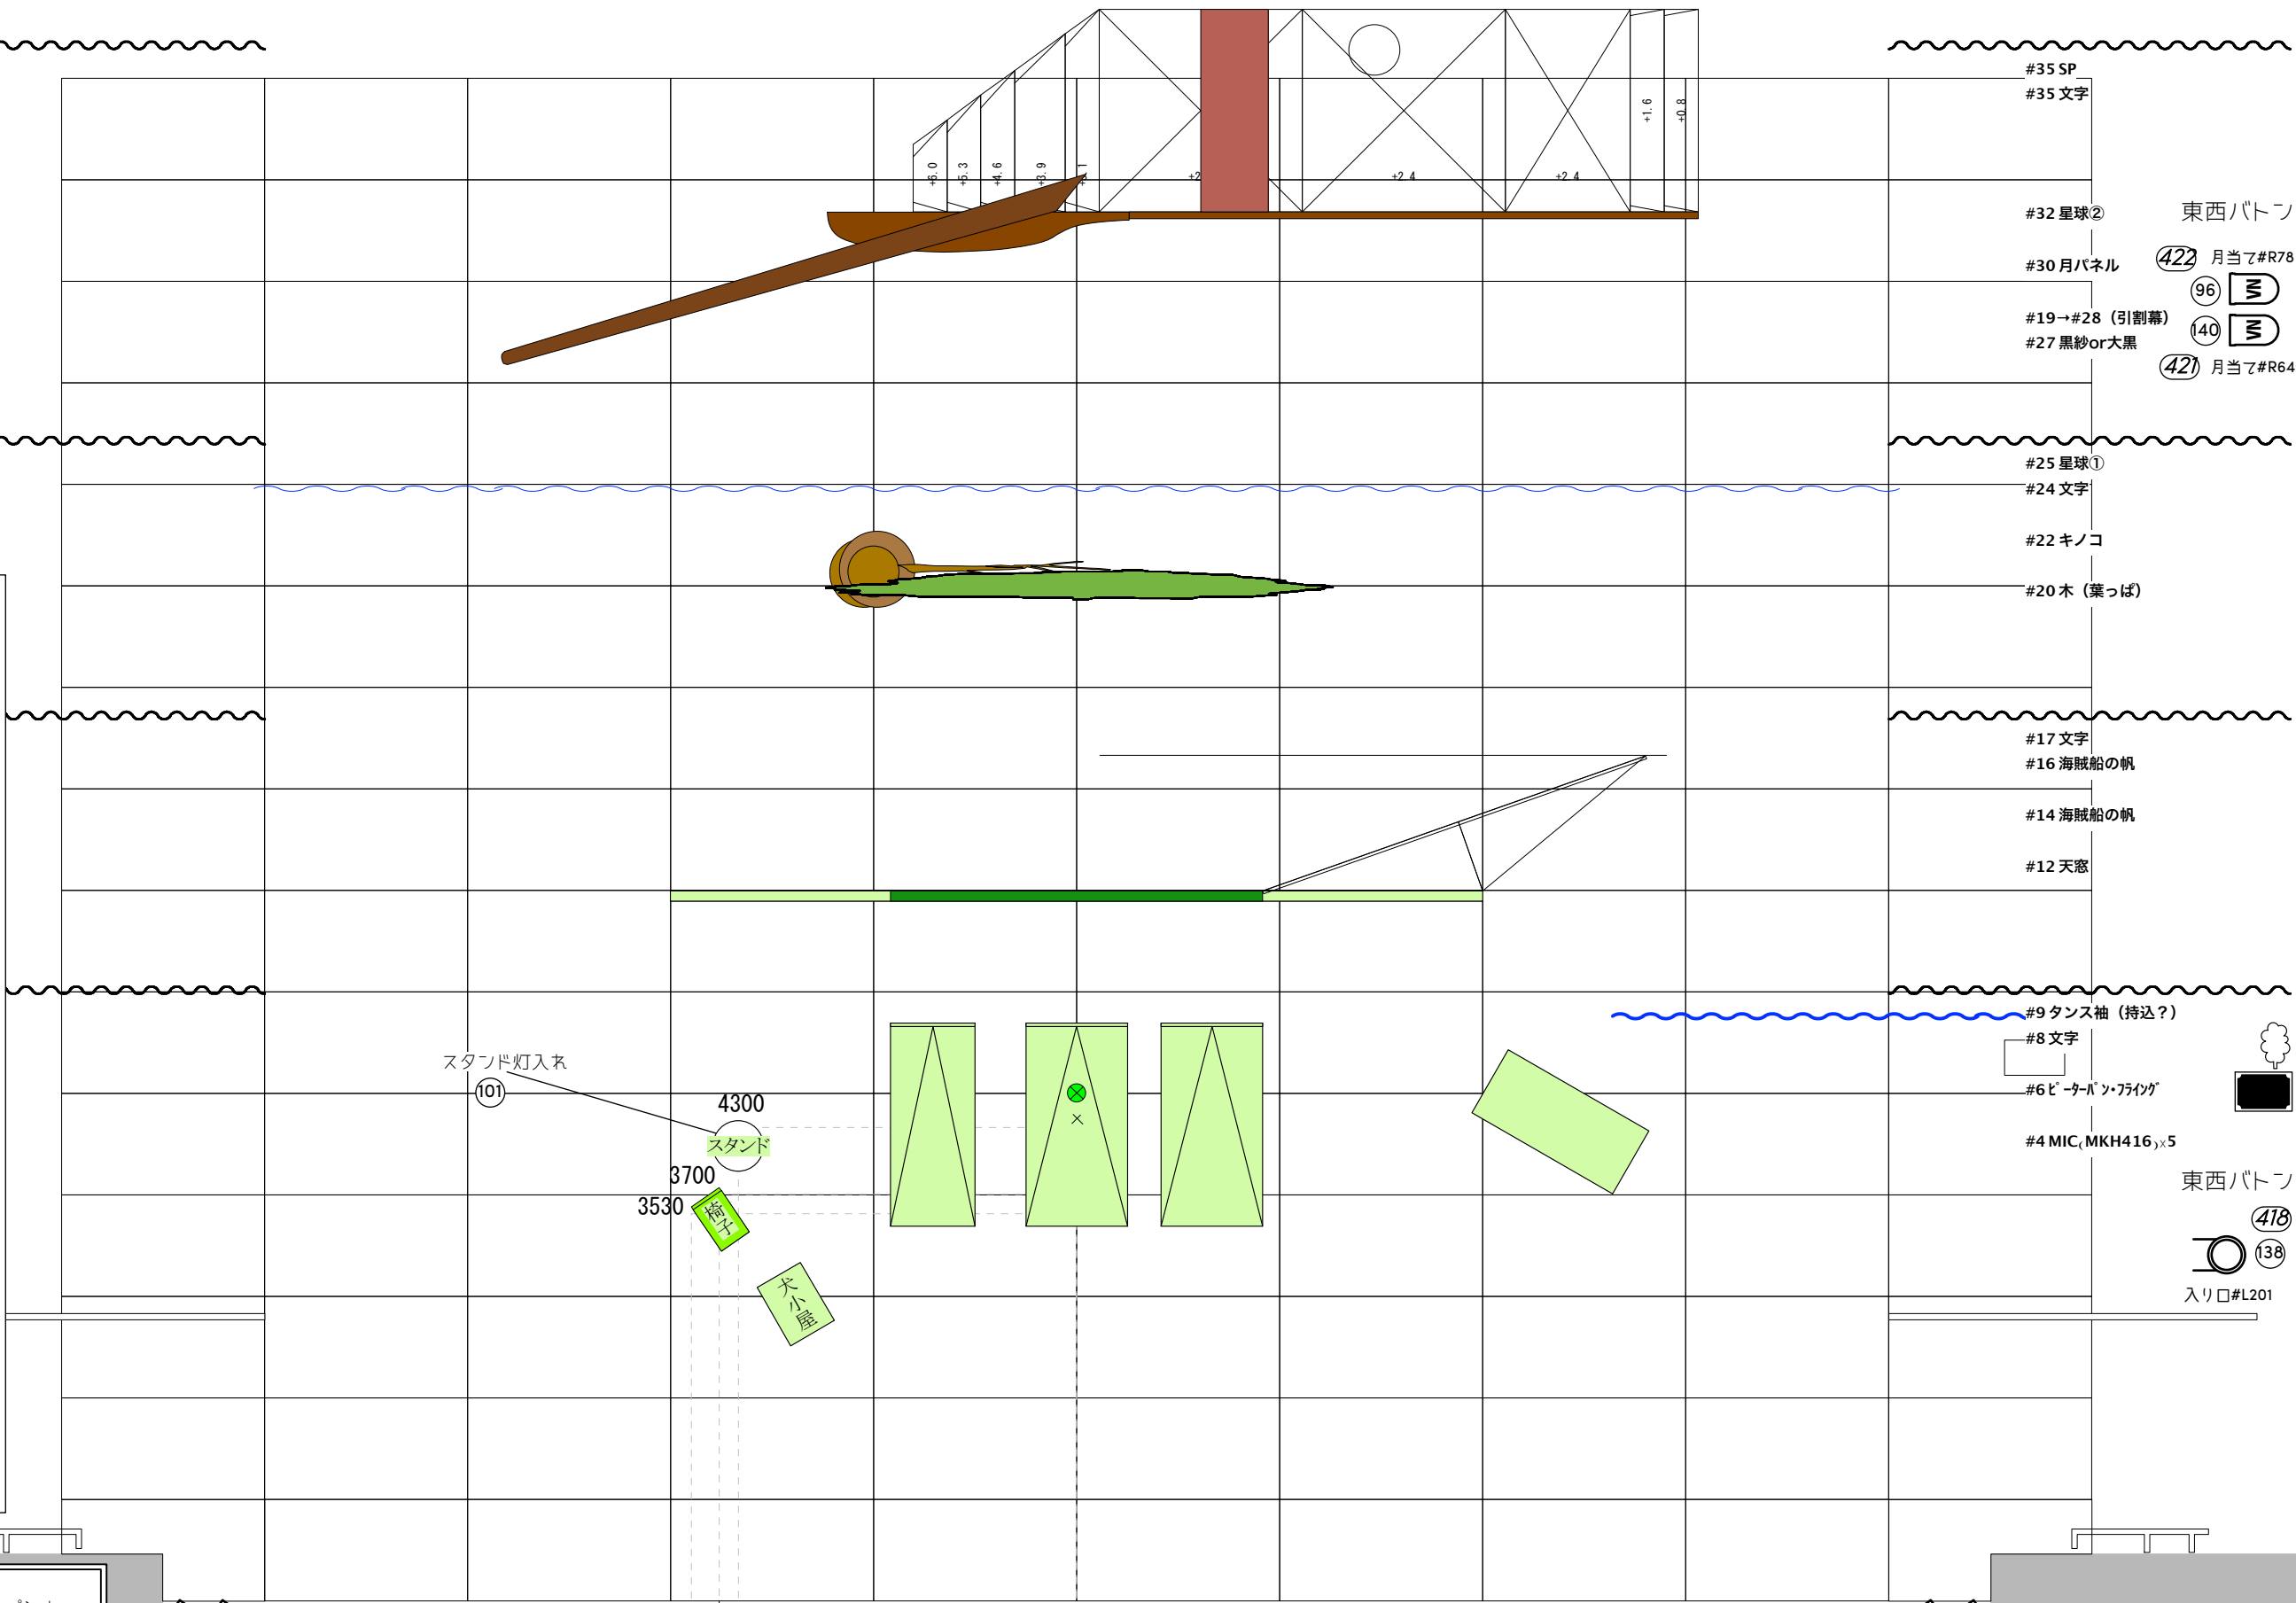 #35 SP
#35 文字
+1.6
+0.8
+6.0
+5.3
+4.6
+3.9
+2.4
+2.4
#32 星球②
東西バトン
422 月当て#R78
#30 月パネル
96
VN
#19→#28（引割幕）
140
VN
#27 黒紗or大黒
421 月当て#R64
#25 星球①
#24 文字
#22 キノコ
#20 木（葉っぱ）
#17 文字
#16 海賊船の帆
#14 海賊船の帆
#12 天窓
#9 タンス袖（持込？）
#8 文字
スタンド灯入れ
101
#6 ﾋﾟｰﾀｰﾊﾟﾝ・ﾌﾗｲﾝｸﾞ
4300
スタンド
#4 MIC(MKH416)×5
3700
3530
椅子
東西バトン
418
138
犬小屋
入り口#L201